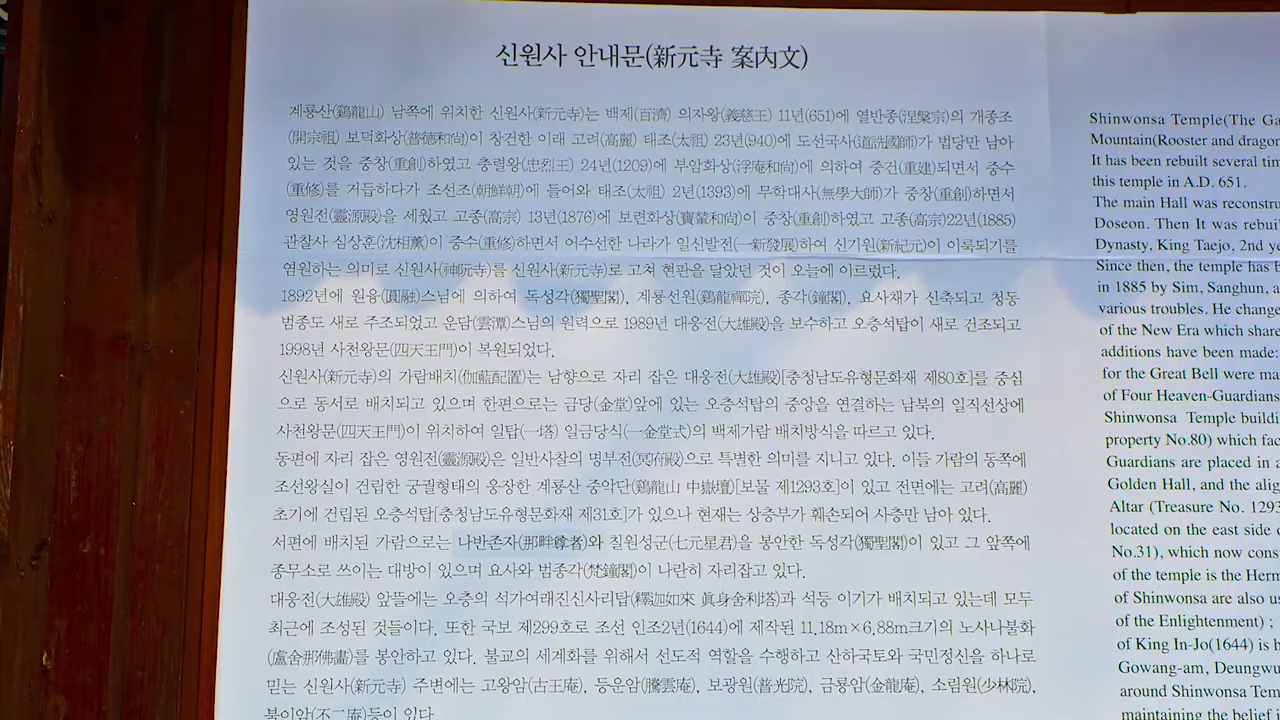 신원사 안내문(新元寺 案內文)
계룡산(鷄龍山) 남쪽에 위치한 신원사(新元寺)는 백제(百濟) 의자왕(義慈王) 11년(651)에 열반종(涅槃宗)의 개종조
(開宗祖) 보덕화상(普德和尙)이 창건한 이래 고려(高麗) 태조(太祖) 23년(940)에 도선국사(道詵國師)가 법당만 남아
있는 것을 중창(重創)하였고 충렬왕(忠烈王) 24년(1209)에 부암화상(浮庵和尙)에 의하여 중건(重建)되면서 중수
(重修)를 거듭하다가 조선조(朝鮮朝)에 들어와 태조(太祖) 2년(1393)에 무학대사(無學大師)가 중창(重創)하면서
영원전(靈源殿)을 세웠고 고종(高宗) 13년(1876)에 보련화상(寶輦和尙)이 중창(重創)하였고 고종(高宗)22년(1885)
관찰사 심상훈(沈相薰)이 중수(重修)하면서 어수선한 나라가 일신발전(一新發展)하여 신기원(新紀元)이 이룩되기를
염원하는 의미로 신원사(神阮寺)를 신원사(新元寺)로 고쳐 현판을 달았던 것이 오늘에 이르렀다.
1892년에 원융(圓融)스님에 의하여 독성각(獨聖閣), 계룡선원(鷄龍禪院), 종각(鐘閣), 요사채가 신축되고 청동
범종도 새로 주조되었고 운담(雲潭)스님의 원력으로 1989년 대웅전(大雄殿)을 보수하고 오층석탑이 새로 건조되고
1998년 사천왕문(四天王門)이 복원되었다.
신원사(新元寺)의 가람배치(伽藍配置)는 남향으로 자리 잡은 대웅전(大雄殿)[충청남도유형문화재 제80호]를 중심
으로 동서로 배치되고 있으며 한편으로는 금당(金堂)앞에 있는 오층석탑의 중앙을 연결하는 남북의 일직선상에
사천왕문(四天王門)이 위치하여 일탑(一塔) 일금당식(一金堂式)의 백제가람 배치방식을 따르고 있다.
동편에 자리 잡은 영원전(靈源殿)은 일반사찰의 명부전(冥府殿)으로 특별한 의미를 지니고 있다. 이들 가람의 동쪽에
조선왕실이 건립한 궁궐형태의 웅장한 계룡산 중악단(鷄龍山 中嶽壇)[보물 제1293호]이 있고 전면에는 고려(高麗)
초기에 건립된 오층석탑[충청남도유형문화재 제31호]가 있으나 현재는 상층부가 훼손되어 사층만 남아 있다.
서편에 배치된 가람으로는 나반존자(那畔尊者)와 칠원성군(七元星君)을 봉안한 독성각(獨聖閣)이 있고 그 앞쪽에
종무소로 쓰이는 대방이 있으며 요사와 범종각(梵鐘閣)이 나란히 자리잡고 있다.
대웅전(大雄殿) 앞뜰에는 오층의 석가여래진신사리탑(釋迦如來 眞身舍利塔)과 석등 이기가 배치되고 있는데 모두
최근에 조성된 것들이다. 또한 국보 제299호로 조선 인조2년(1644)에 제작된 11.18m×6.88m크기의 노사나불화
(盧舍那佛畵)를 봉안하고 있다. 불교의 세계화를 위해서 선도적 역할을 수행하고 산하국토와 국민정신을 하나로
믿는 신원사(新元寺) 주변에는 고왕암(古王庵), 등운암(騰雲庵), 보광원(普光院), 금룡암(金龍庵), 소림원(少林院),
불이암(不二庵)등이 있다.
Shinwonsa Temple(The Ga
Mountain(Rooster and dragon
It has been rebuilt several tim
this temple in A.D. 651.
The main Hall was reconstru
Doseon. Then It was rebui
Dynasty, King Taejo, 2nd ye
Since then, the temple has b
in 1885 by Sim, Sanghun, a
various troubles. He change
of the New Era which share
additions have been made:
for the Great Bell were ma
of Four Heaven-Guardians
Shinwonsa Temple buildi
property No.80) which fac
Guardians are placed in a
Golden Hall, and the alig
Altar (Treasure No. 1293
located on the east side o
No.31), which now cons
of the temple is the Herm
of Shinwonsa are also us
of the Enlightenment) ;
of King In-Jo(1644) is h
Gowang-am, Deungwu
around Shinwonsa Tem
maintaining the belief i